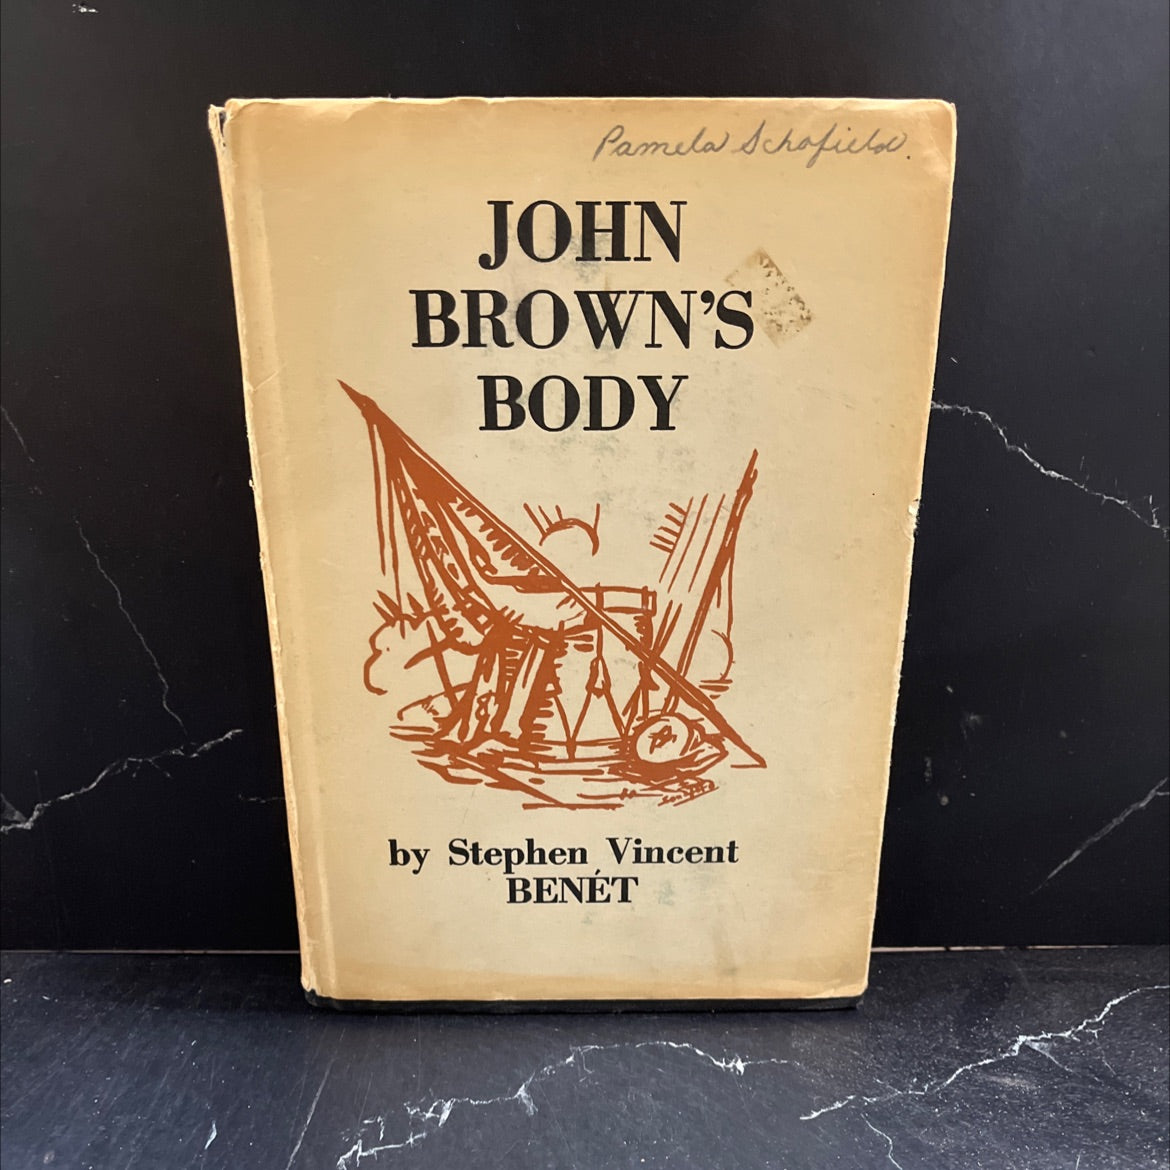 Pamela Schofield.
JOHN
BROWN'S
BODY
by Stephen Vincent
BENÉT